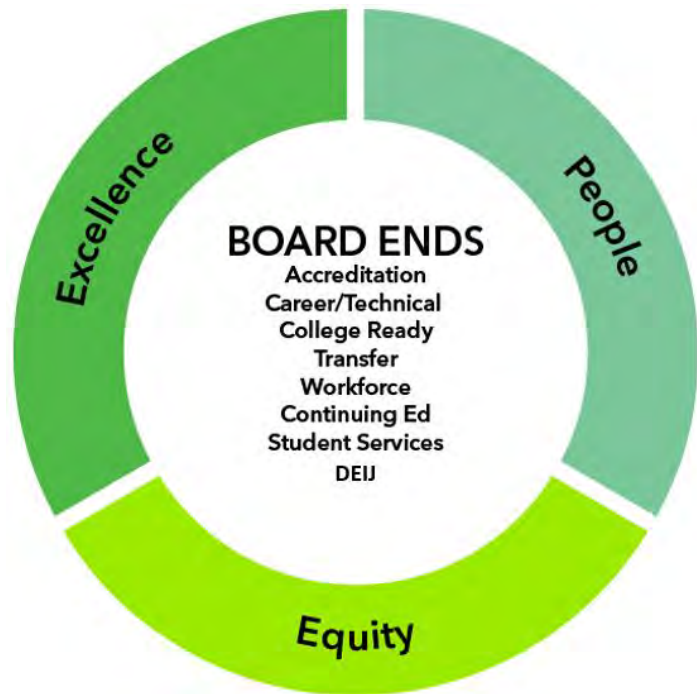 Excellence
People
BOARD ENDS
Accreditation
Career/Technical
College Ready
Transfer
Workforce
Continuing Ed
Student Services
DEIJ
Equity